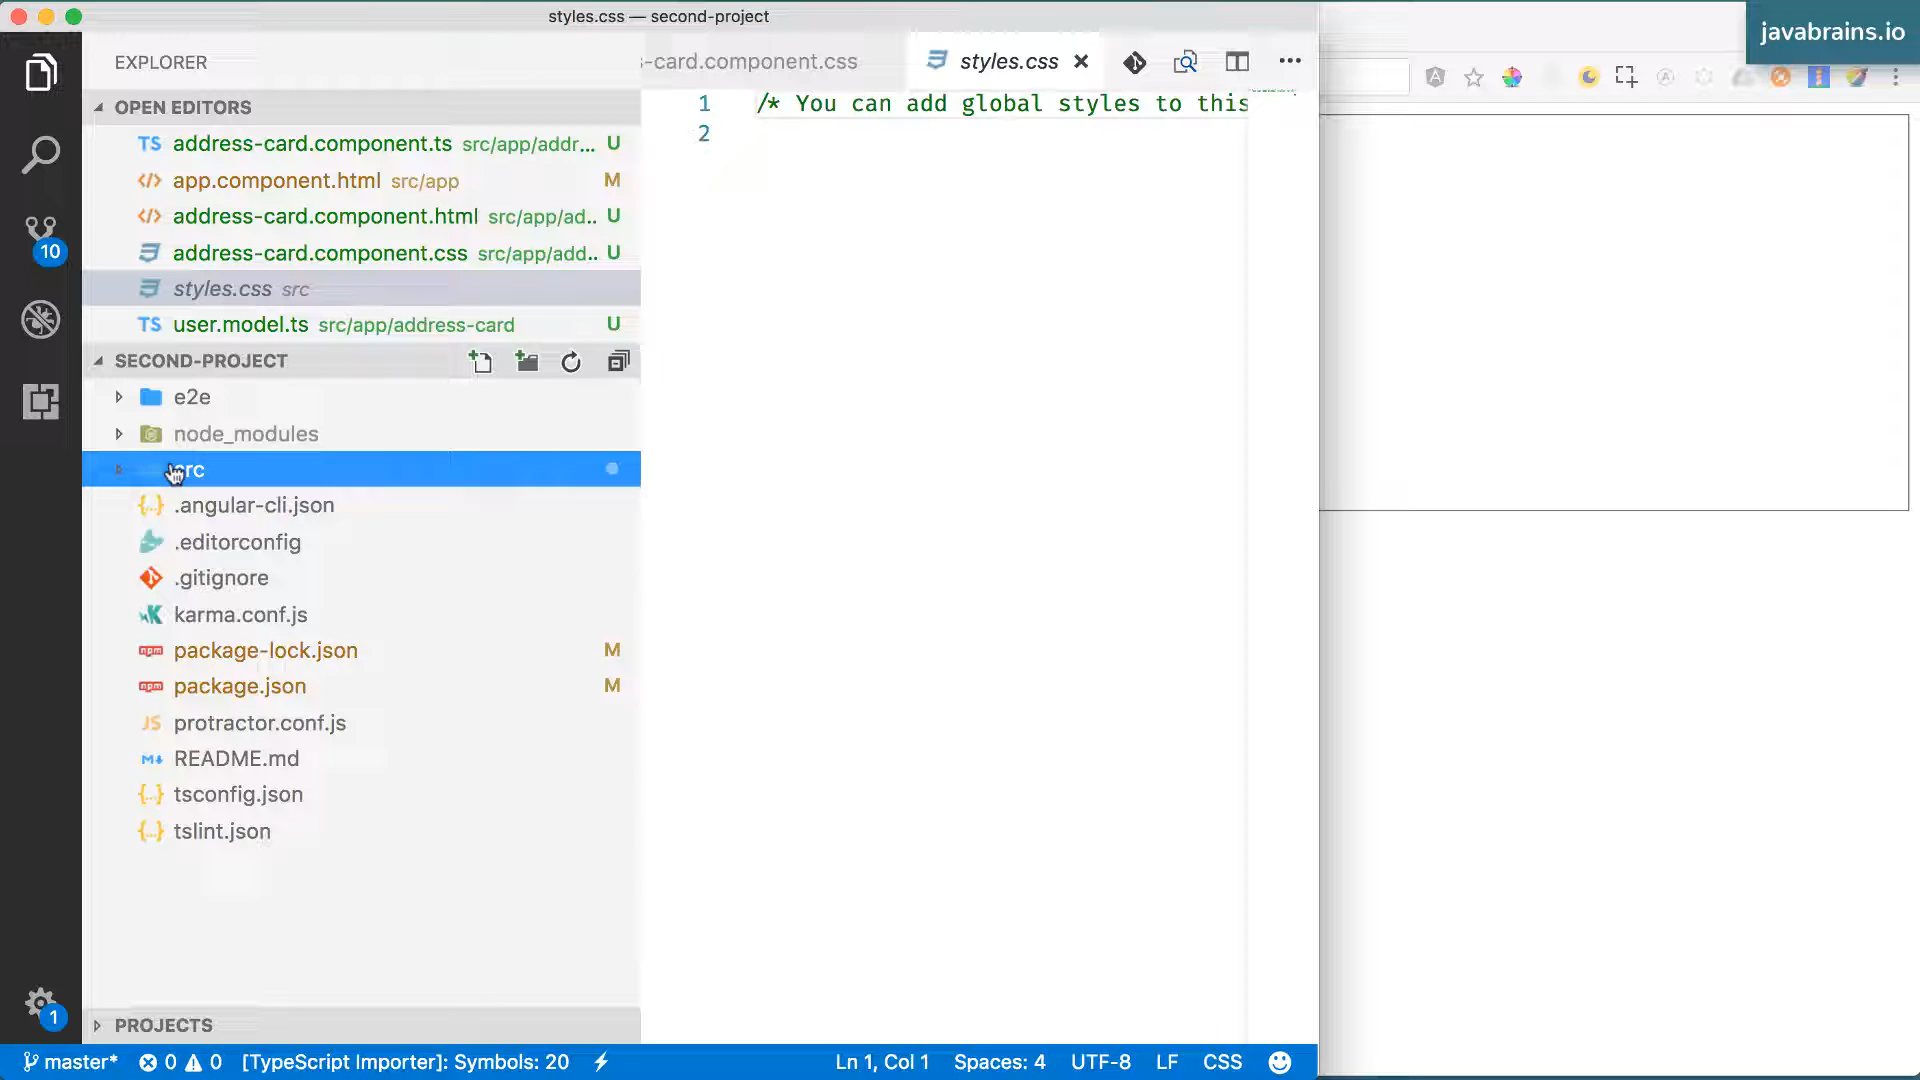 styles.css — second-project
javabrains.io
EXPLORER
-card.component.css
styles.css
OPEN EDITORS
TS address-card.component.ts src/app/addr... U
</> app.component.html src/app M
</> address-card.component.html src/app/ad.. U
address-card.component.css src/app/add.. U
styles.css src
TS user.model.ts src/app/address-card U
SECOND-PROJECT
e2e
node_modules
src
{..} .angular-cli.json
.editorconfig
.gitignore
karma.conf.js
npm package-lock.json M
npm package.json M
JS protractor.conf.js
M↓ README.md
{..} tsconfig.json
{..} tslint.json
PROJECTS
1 /* You can add global styles to this
2
10
1
master* 0 0 [TypeScript Importer]: Symbols: 20
Ln 1, Col 1 Spaces: 4 UTF-8 LF CSS